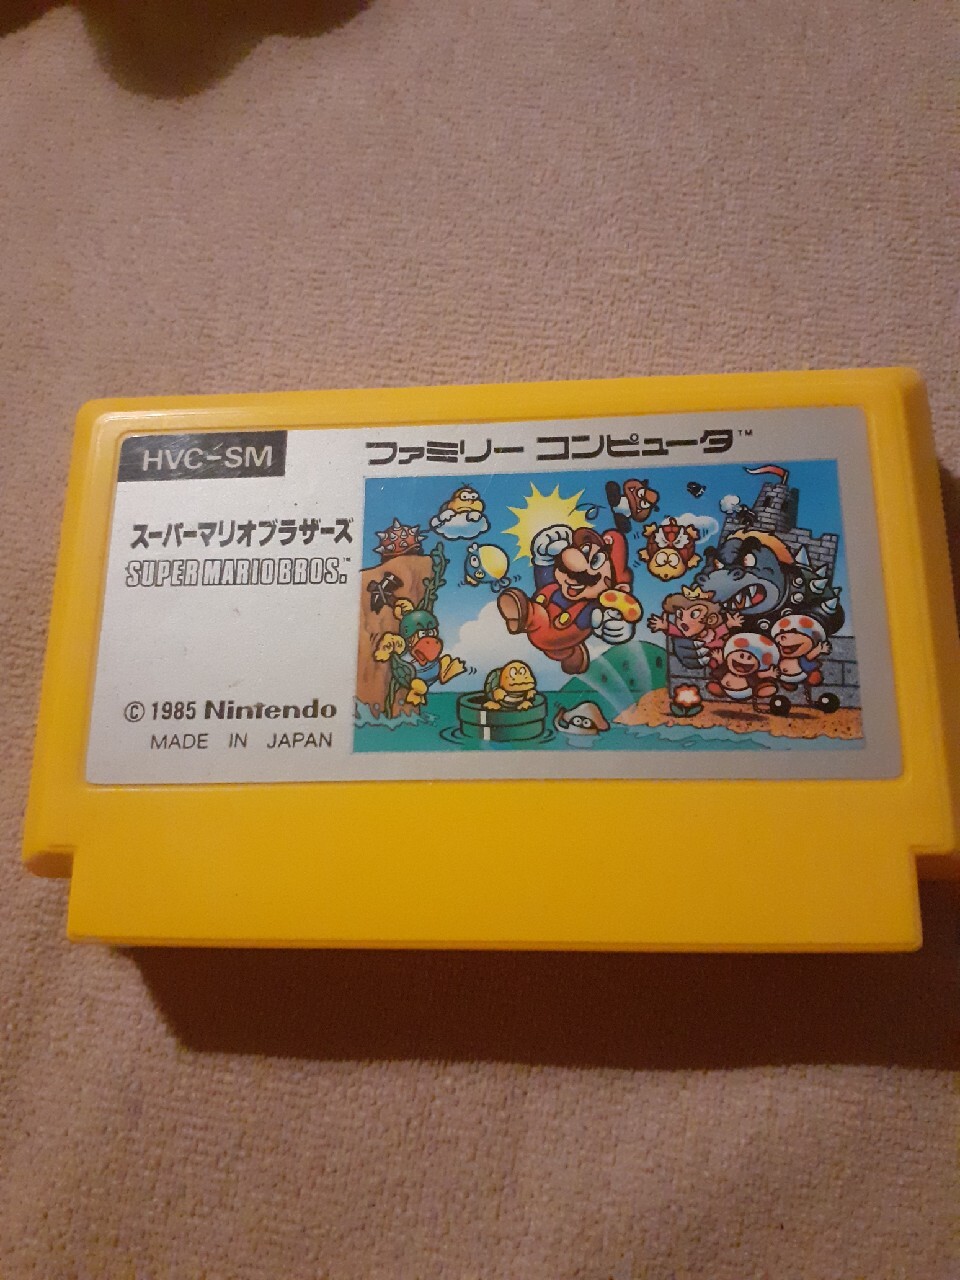 HVC-SM
ファミリー コンピュータ™
スーパーマリオブラザーズ
SUPER MARIO BROS.™
© 1985 Nintendo
MADE IN JAPAN